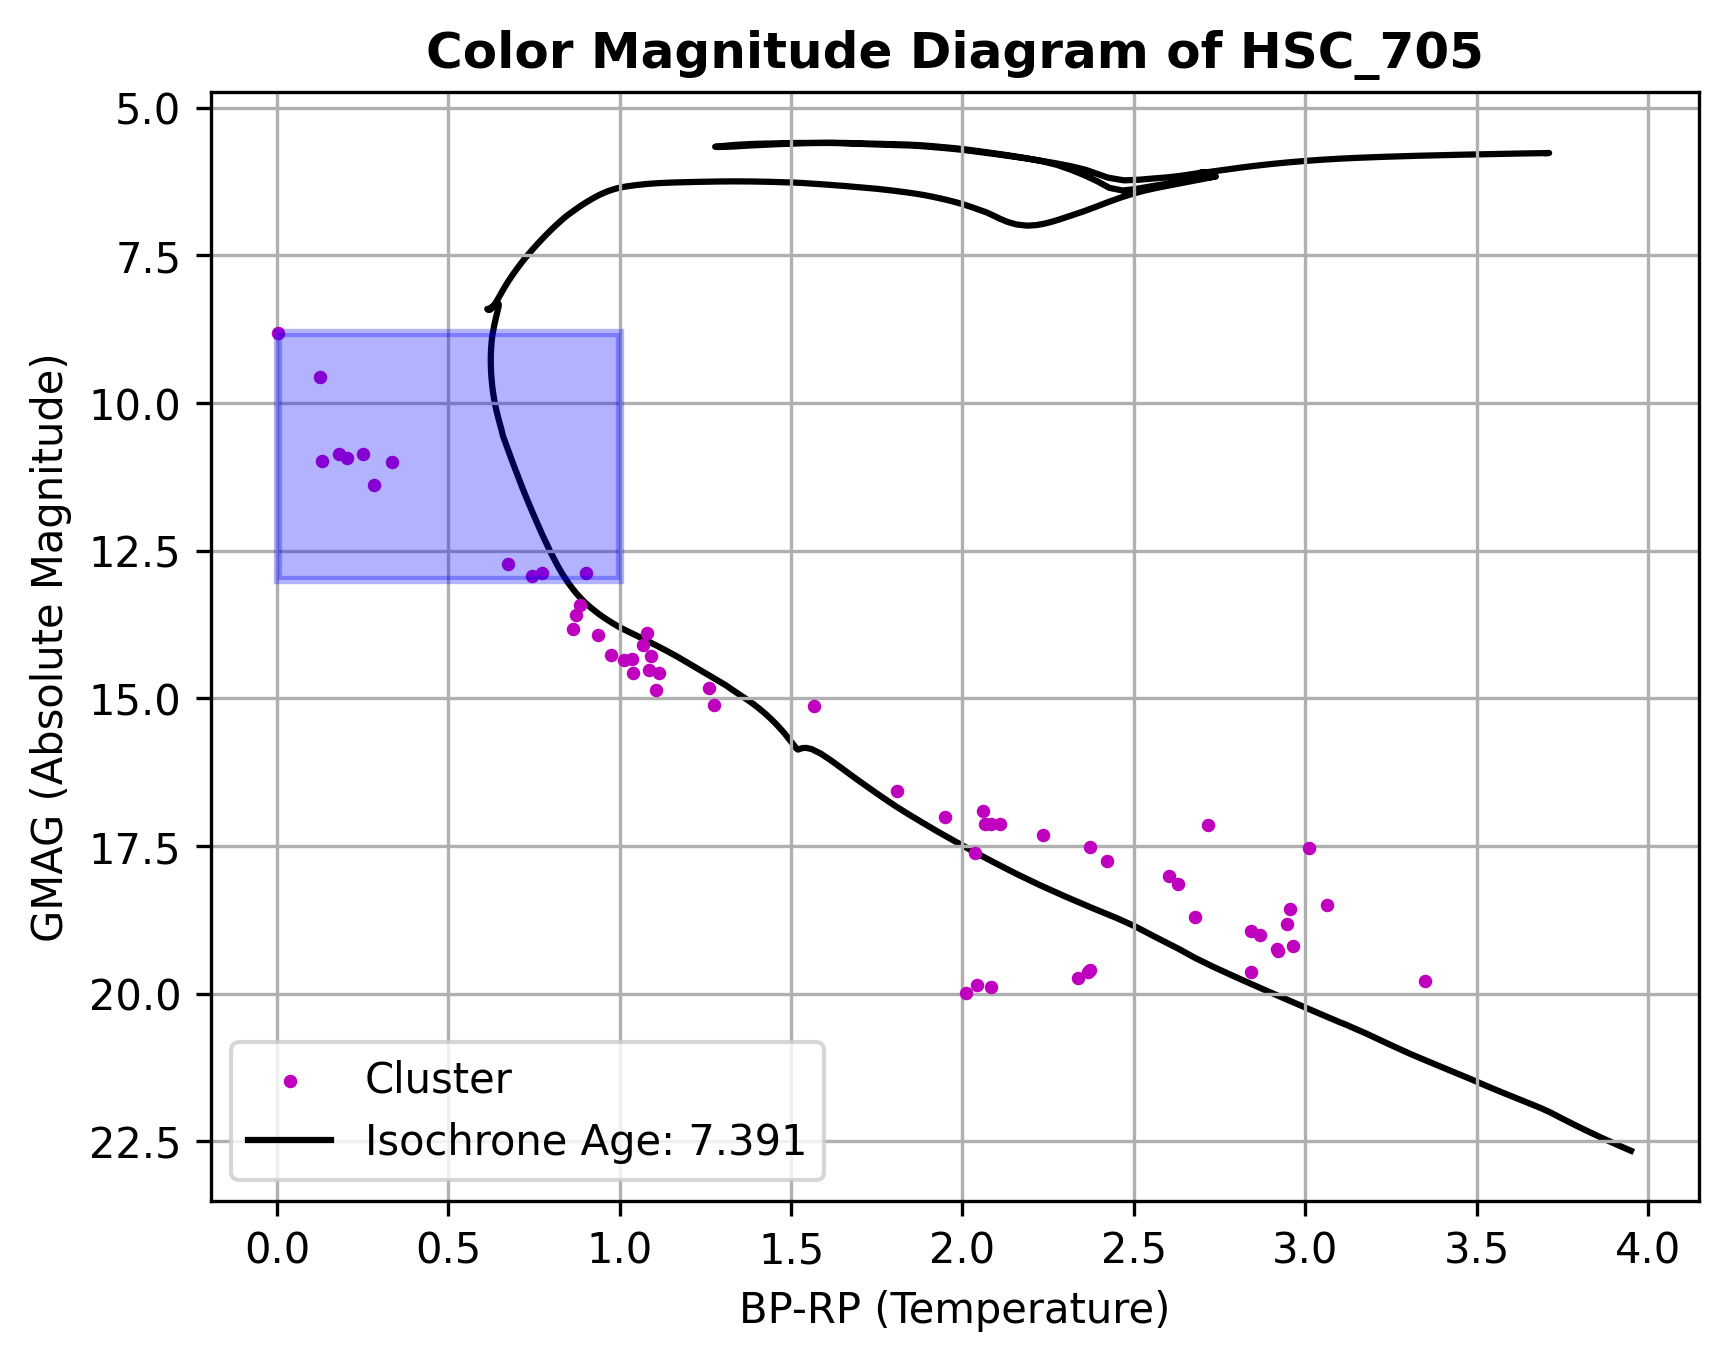 Color Magnitude Diagram of HSC_705
GMAG (Absolute Magnitude)
5.0
7.5
10.0
12.5
15.0
17.5
20.0
22.5
Cluster
Isochrone Age: 7.391
0.0 0.5 1.0 1.5 2.0 2.5 3.0 3.5 4.0
BP-RP (Temperature)